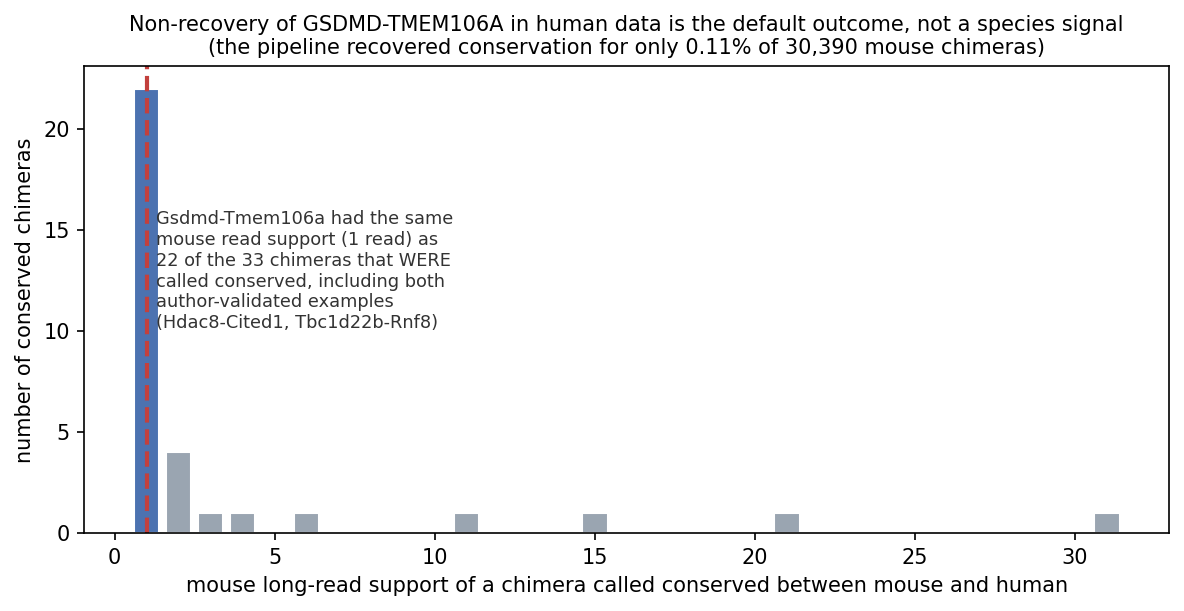 Non-recovery of GSDMD-TMEM106A in human data is the default outcome, not a species signal
(the pipeline recovered conservation for only 0.11% of 30,390 mouse chimeras)
number of conserved chimeras
20
15
10
5
0
Gsdmd-Tmem106a had the same
mouse read support (1 read) as
22 of the 33 chimeras that WERE
called conserved, including both
author-validated examples
(Hdac8-Cited1, Tbc1d22b-Rnf8)
0 5 10 15 20 25 30
mouse long-read support of a chimera called conserved between mouse and human